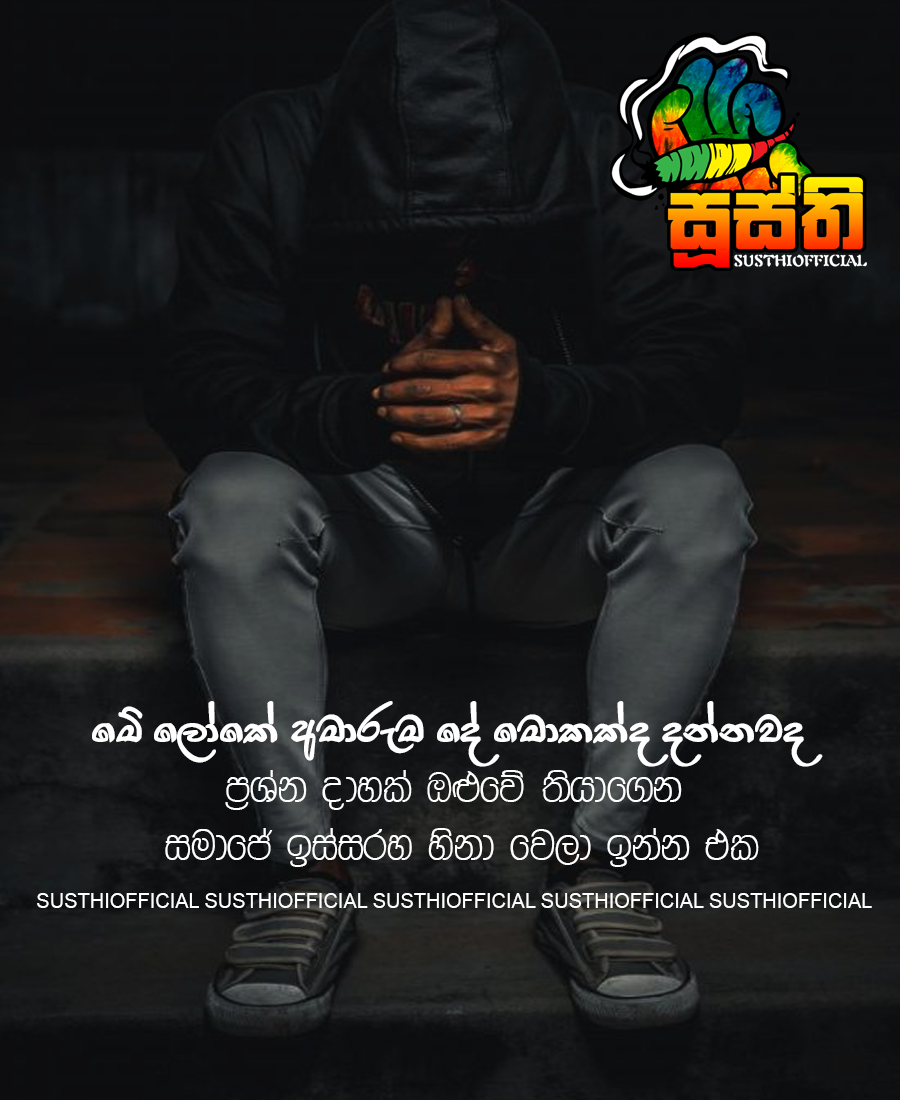 සුස්ති
SUSTHIOFFICIAL
මේ ලෝකේ අමාරුම දේ මොකක්ද දන්නවද
ප්‍රශ්න දාහක් ඔළුවේ තියාගෙන
සමාජේ ඉස්සරහ හිනා වෙලා ඉන්න එක
SUSTHIOFFICIAL SUSTHIOFFICIAL SUSTHIOFFICIAL SUSTHIOFFICIAL SUSTHIOFFICIAL